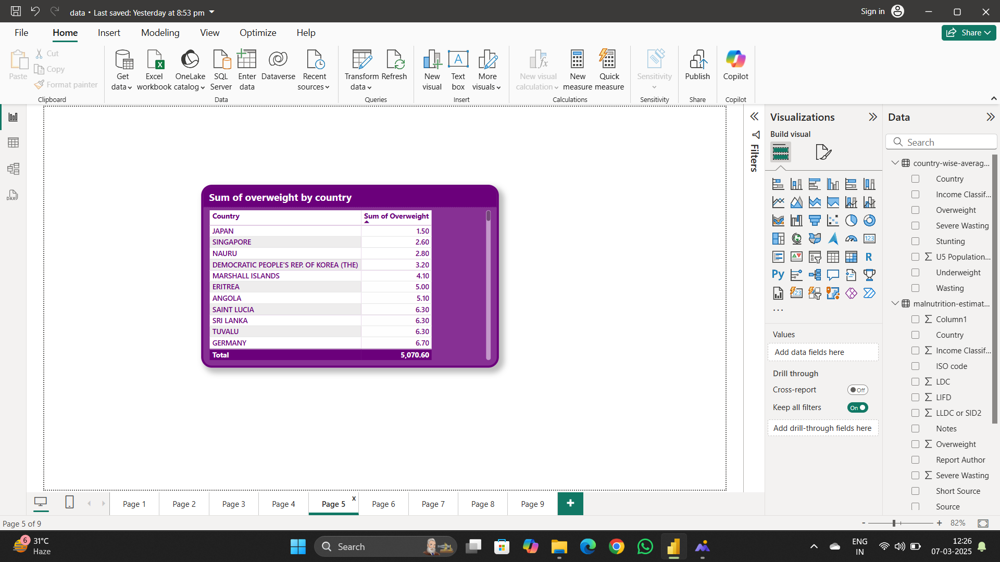 data • Last saved: Yesterday at 8:53 pm
Sign in
File Home Insert Modeling View Optimize Help
Share
Paste
Cut
Copy
Format painter
Clipboard
Get data
Excel workbook
OneLake catalog
SQL Server
Enter data
Dataverse
Recent sources
Data
Transform data
Refresh
Queries
New visual
Text box
More visuals
Insert
New visual calculation
New measure
Quick measure
Calculations
Sensitivity
Sensitivity
Publish
Share
Copilot
Copilot
Sum of overweight by country
Country Sum of Overweight
JAPAN 1.50
SINGAPORE 2.60
NAURU 2.80
DEMOCRATIC PEOPLE'S REP. OF KOREA (THE) 3.20
MARSHALL ISLANDS 4.10
ERITREA 5.00
ANGOLA 5.10
SAINT LUCIA 6.30
SRI LANKA 6.30
TUVALU 6.30
GERMANY 6.70
Total 5,070.60
Filters
Visualizations
Build visual
123
R
Py
123
...
Values
Add data fields here
Drill through
Cross-report Off
Keep all filters On
Add drill-through fields here
Data
Search
country-wise-averag...
Country
Income Classif...
Overweight
Severe Wasting
Stunting
U5 Population...
Underweight
Wasting
malnutrition-estimat...
Column1
Country
Income Classif...
ISO code
LDC
LIFD
LLDC or SID2
Notes
Overweight
Report Author
Severe Wasting
Short Source
Source
DAX
Page 1 Page 2 Page 3 Page 4 Page 5 x Page 6 Page 7 Page 8 Page 9 +
Page 5 of 9
- + 82%
6
31°C
Haze
Search
ENG
IN
12:26
07-03-2025